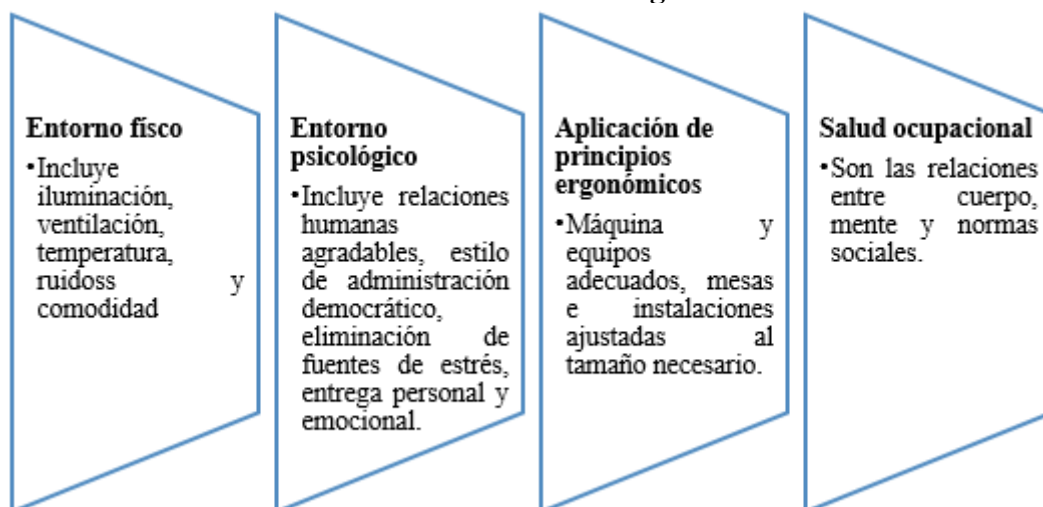 Entorno físco
•Incluye
iluminación,
ventilación,
temperatura,
ruidoss y
comodidad
Entorno
psicológico
•Incluye relaciones
humanas
agradables, estilo
de administración
democrático,
eliminación de
fuentes de estrés,
entrega personal y
emocional.
Aplicación de
principios
ergonómicos
•Máquina y
equipos
adecuados, mesas
e instalaciones
ajustadas al
tamaño necesario.
Salud ocupacional
•Son las relaciones
entre cuerpo,
mente y normas
sociales.